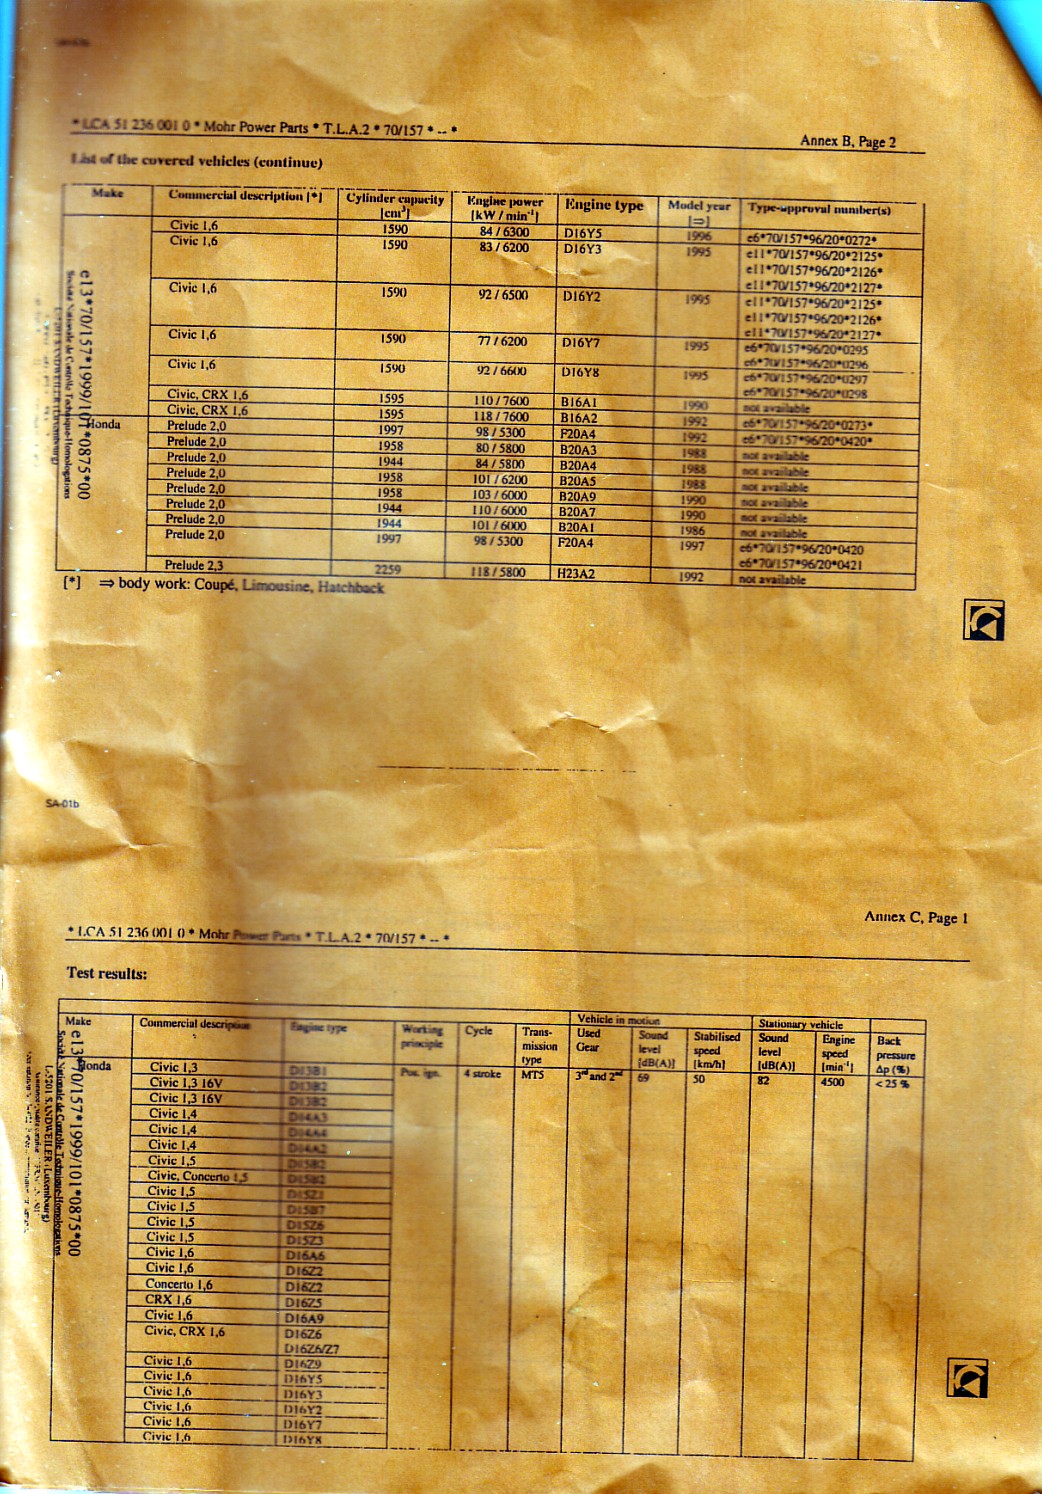 * LCA 51 236 001 0 * Mohr Power Parts * T.L.A.2 * 70/157 * -- *
Annex B, Page 2
List of the covered vehicles (continue)
Make Commercial description [*] Cylinder capacity [cm³] Engine power [kW / min⁻¹] Engine type Model year [⇒] Type-approval number(s)
Honda
Civic 1,6 1590 84 / 6300 D16Y5 1996 e6*70/157*96/20*0272*
Civic 1,6 1590 83 / 6200 D16Y3 1995 e11*70/157*96/20*2125*
e11*70/157*96/20*2126*
e11*70/157*96/20*2127*
Civic 1,6 1590 92 / 6500 D16Y2 1995 e11*70/157*96/20*2125*
e11*70/157*96/20*2126*
e11*70/157*96/20*2127*
Civic 1,6 1590 77 / 6200 D16Y7 1995 e6*70/157*96/20*0295
e6*70/157*96/20*0296
Civic 1,6 1590 92 / 6600 D16Y8 1995 e6*70/157*96/20*0297
e6*70/157*96/20*0298
Civic, CRX 1,6 1595 110 / 7600 B16A1 1990 not available
Civic, CRX 1,6 1595 118 / 7600 B16A2 1992 e6*70/157*96/20*0273*
Prelude 2,0 1997 98 / 5300 F20A4 1992 e6*70/157*96/20*0420*
Prelude 2,0 1958 80 / 5800 B20A3 1988 not available
Prelude 2,0 1944 84 / 5800 B20A4 1988 not available
Prelude 2,0 1958 101 / 6200 B20A5 1988 not available
Prelude 2,0 1958 103 / 6000 B20A9 1990 not available
Prelude 2,0 1944 110 / 6000 B20A7 1990 not available
Prelude 2,0 1944 101 / 6000 B20A1 1986 not available
Prelude 2,0 1997 98 / 5300 F20A4 1997 e6*70/157*96/20*0420
e6*70/157*96/20*0421
Prelude 2,3 2259 118 / 5800 H23A2 1992 not available
[*] ⇒ body work: Coupé, Limousine, Hatchback
e13*70/157*1999/101*0875*00
Société Nationale de Contrôle Technique-Homologations
L-5201 SANDWEILER (Luxembourg)
SA-01b
Annex C, Page 1
* LCA 51 236 001 0 * Mohr Power Parts * T.L.A.2 * 70/157 * -- *
Test results:
Vehicle in motion Stationary vehicle
Make Commercial description Engine type Working principle Cycle Trans-mission type Used Gear Sound level [dB(A)] Stabilised speed [km/h] Sound level [dB(A)] Engine speed [min⁻¹] Back pressure Δp (%)
Honda Civic 1,3 D13B1 Pos. ign. 4 stroke MT5 3rd and 2nd 69 50 82 4500 < 25 %
Civic 1,3 16V D13B2
Civic 1,3 16V D13B2
Civic 1,4 D14A3
Civic 1,4 D14A4
Civic 1,4 D14A2
Civic 1,5 D15B2
Civic, Concerto 1,5 D15B2
Civic 1,5 D15Z1
Civic 1,5 D15B7
Civic 1,5 D15Z6
Civic 1,5 D15Z3
Civic 1,6 D16A6
Civic 1,6 D16Z2
Concerto 1,6 D16Z2
CRX 1,6 D16Z5
Civic 1,6 D16A9
Civic, CRX 1,6 D16Z6
D16Z6/Z7
Civic 1,6 D16Z9
Civic 1,6 D16Y5
Civic 1,6 D16Y3
Civic 1,6 D16Y2
Civic 1,6 D16Y7
Civic 1,6 D16Y8
e13*70/157*1999/101*0875*00
Société Nationale de Contrôle Technique-Homologations
L-5201 SANDWEILER (Luxembourg)